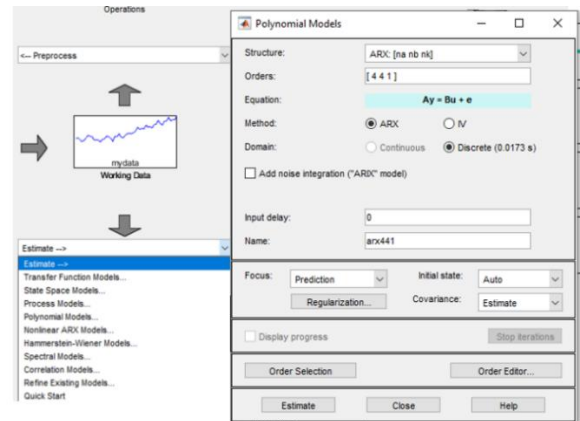 Operations
<-- Preprocess
mydata
Working Data
Estimate -->
Estimate -->
Transfer Function Models...
State Space Models...
Process Models...
Polynomial Models...
Nonlinear ARX Models...
Hammerstein-Wiener Models...
Spectral Models...
Correlation Models...
Refine Existing Models...
Quick Start
Polynomial Models
Structure: ARX: [na nb nk]
Orders: [ 4 4 1 ]
Equation: Ay = Bu + e
Method: ARX IV
Domain: Continuous Discrete (0.0173 s)
Add noise integration ("ARIX" model)
Input delay: 0
Name: arx441
Focus: Prediction Initial state: Auto
Regularization... Covariance: Estimate
Display progress Stop iterations
Order Selection Order Editor...
Estimate Close Help